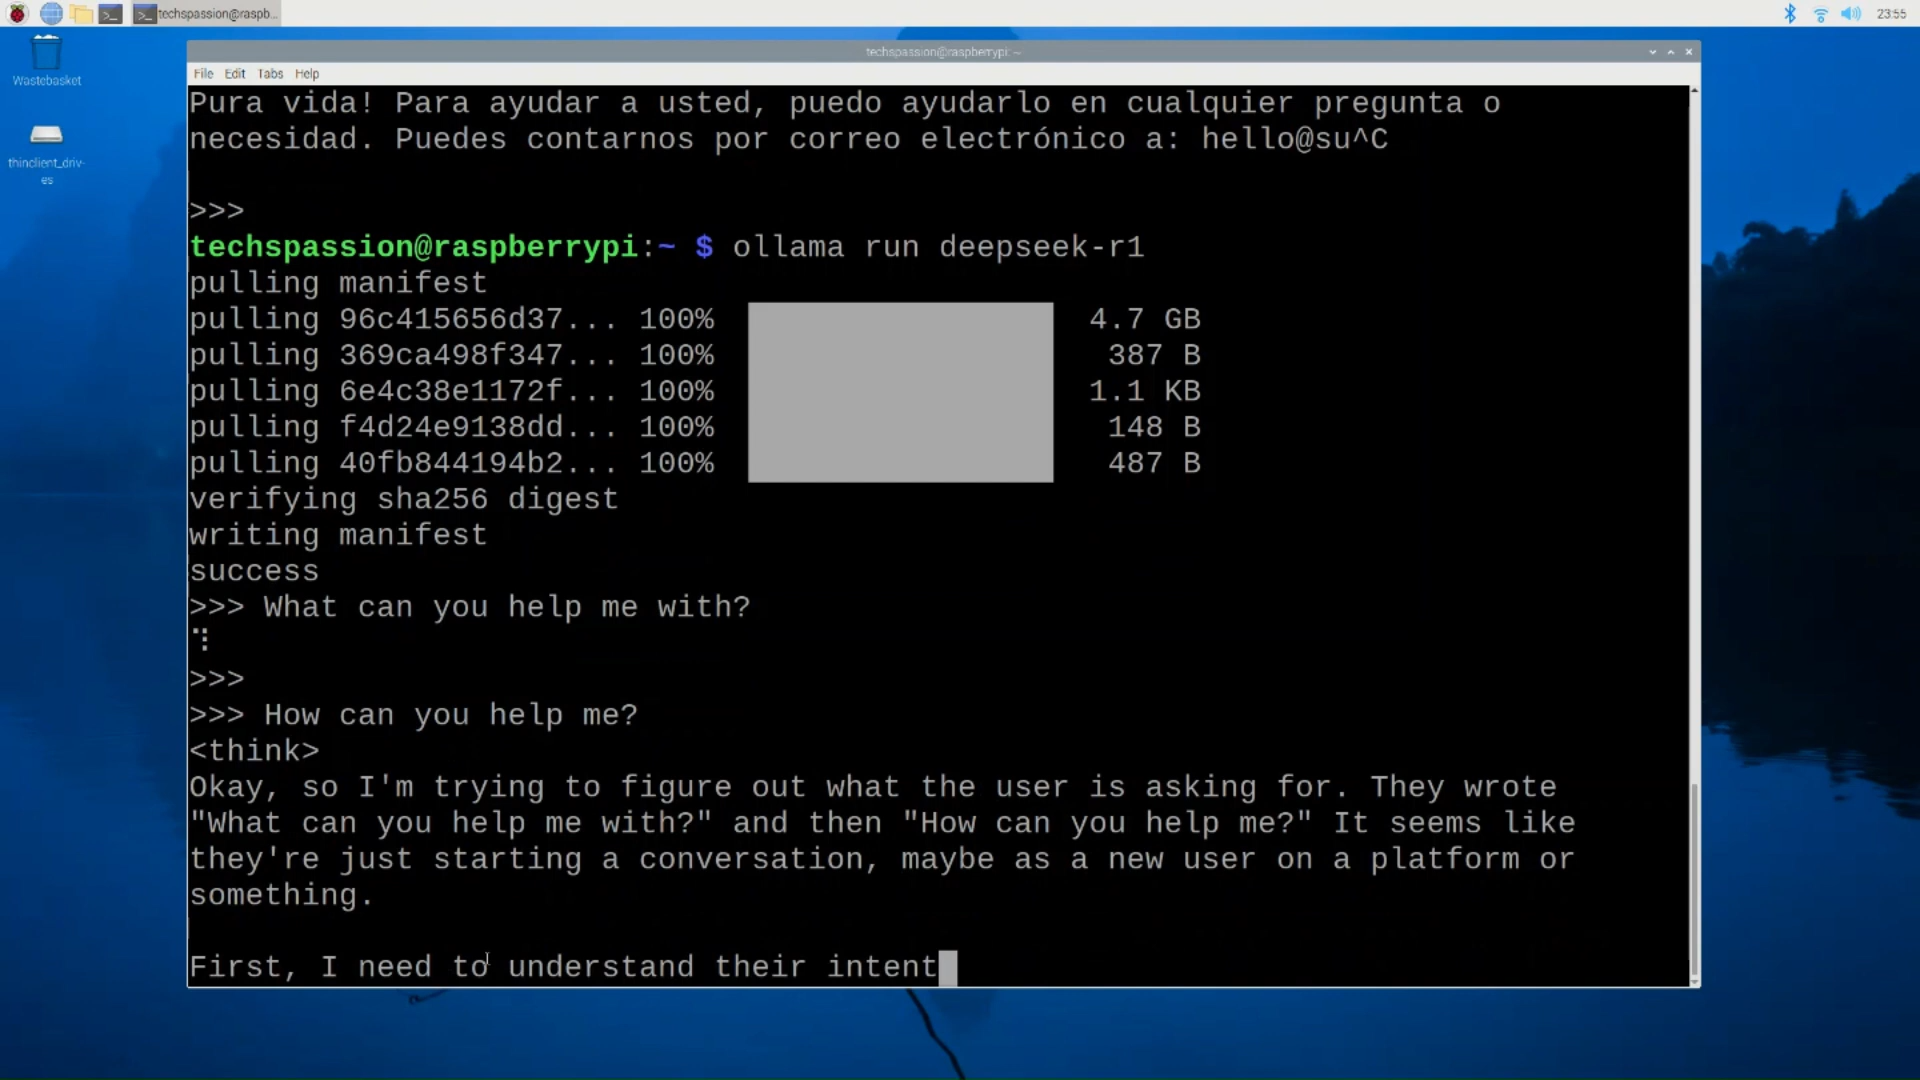 techspassion@raspb...
23:55
Wastebasket
thinclient_driv-
es
techspassion@raspberrypi: ~
File Edit Tabs Help
Pura vida! Para ayudar a usted, puedo ayudarlo en cualquier pregunta o
necesidad. Puedes contarnos por correo electrónico a: hello@su^C
>>>
techspassion@raspberrypi:~ $ ollama run deepseek-r1
pulling manifest
pulling 96c415656d37... 100% 4.7 GB
pulling 369ca498f347... 100% 387 B
pulling 6e4c38e1172f... 100% 1.1 KB
pulling f4d24e9138dd... 100% 148 B
pulling 40fb844194b2... 100% 487 B
verifying sha256 digest
writing manifest
success
>>> What can you help me with?
>>>
>>> How can you help me?
<think>
Okay, so I'm trying to figure out what the user is asking for. They wrote
"What can you help me with?" and then "How can you help me?" It seems like
they're just starting a conversation, maybe as a new user on a platform or
something.
First, I need to understand their intent